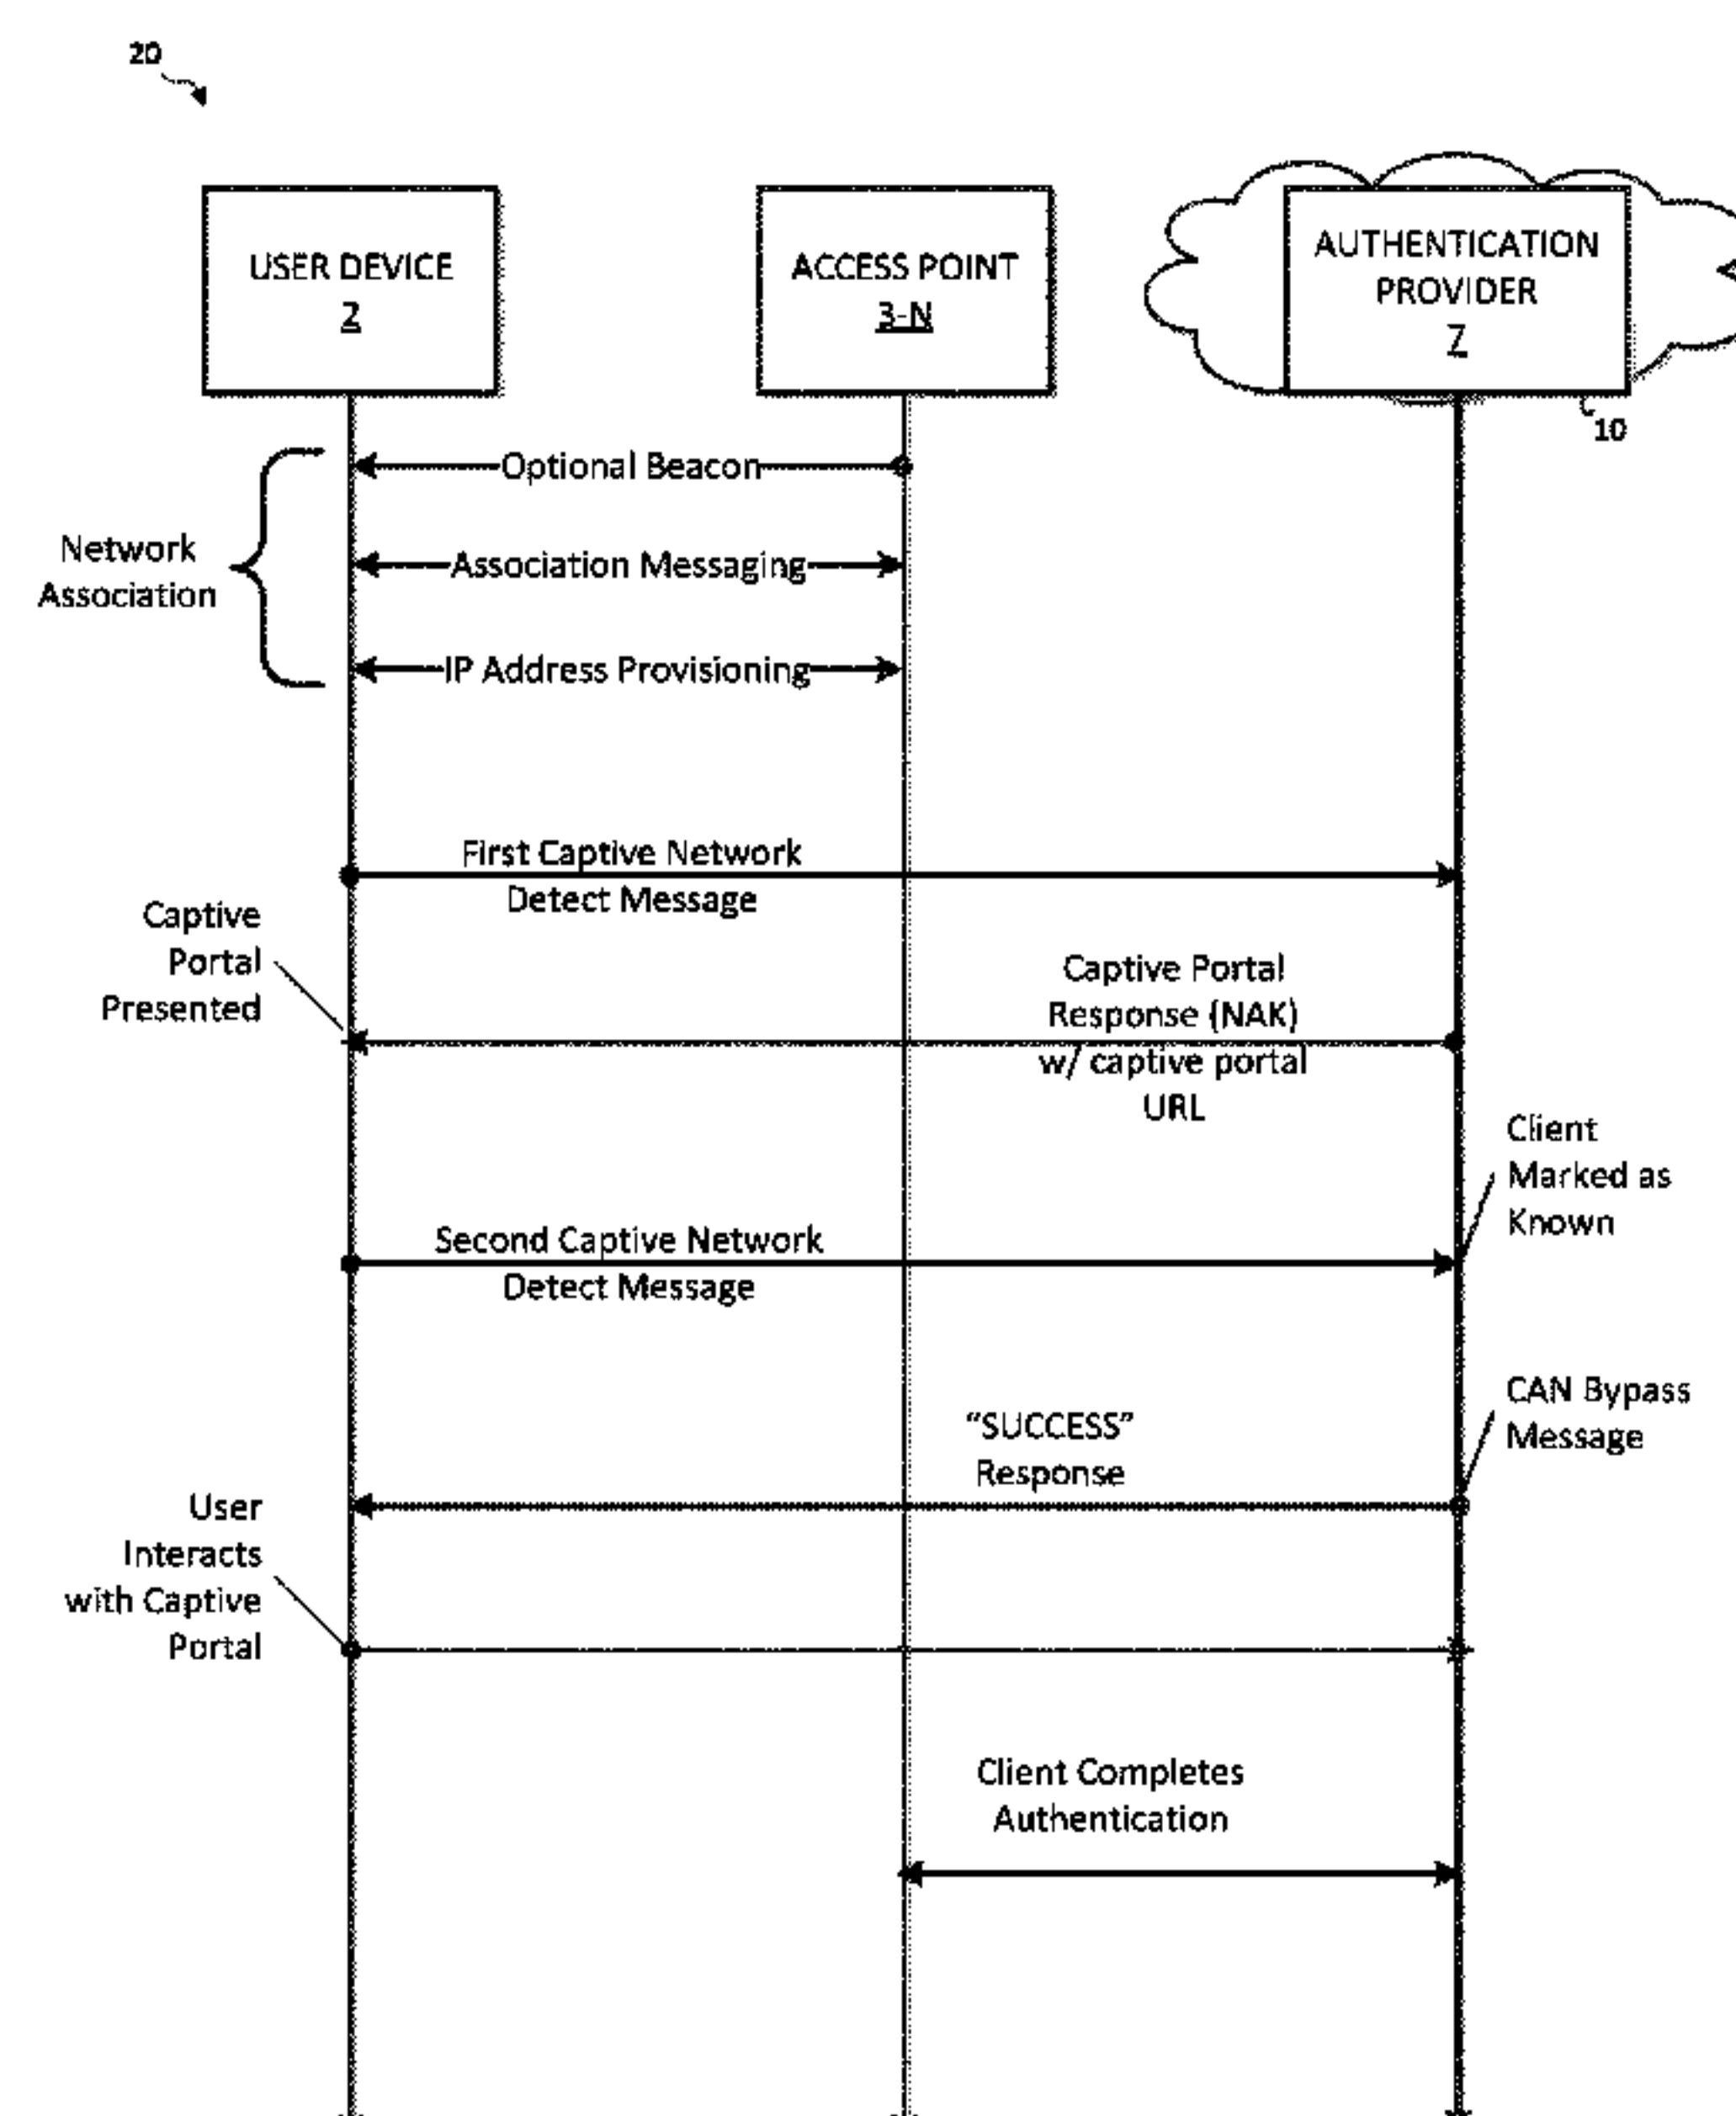 20
USER DEVICE
2
ACCESS POINT
3-N
AUTHENTICATION
PROVIDER
7
10
Optional Beacon
Network
Association
Association Messaging
IP Address Provisioning
First Captive Network
Detect Message
Captive
Portal
Presented
Captive Portal
Response (NAK)
w/ captive portal
URL
Client
Marked as
Known
Second Captive Network
Detect Message
CAN Bypass
Message
“SUCCESS”
Response
User
Interacts
with Captive
Portal
Client Completes
Authentication